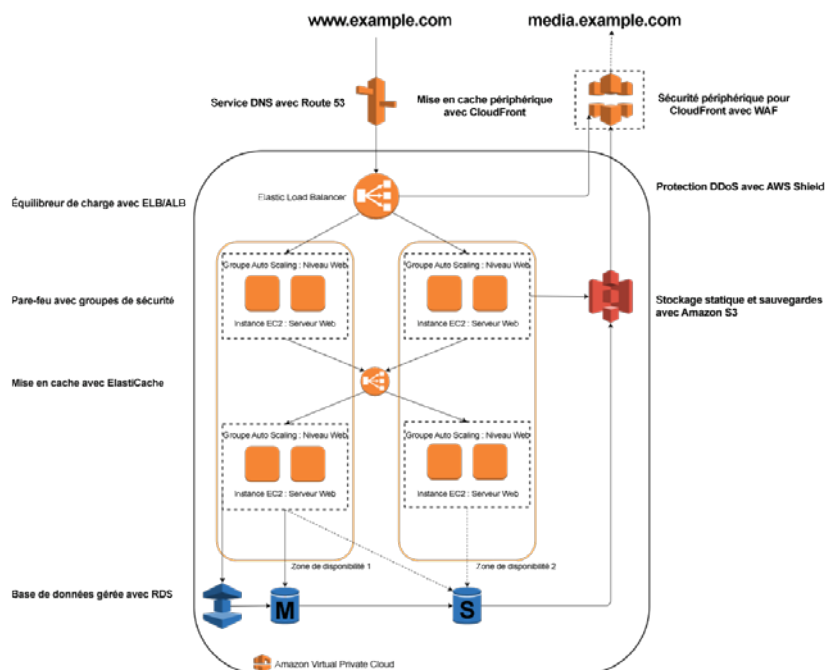 www.example.com
media.example.com
Service DNS avec Route 53
Mise en cache périphérique
avec CloudFront
Sécurité périphérique pour
CloudFront avec WAF
Équilibreur de charge avec ELB/ALB
Elastic Load Balancer
Protection DDoS avec AWS Shield
Groupe Auto Scaling : Niveau Web
Instance EC2 : Serveur Web
Groupe Auto Scaling : Niveau Web
Instance EC2 : Serveur Web
Pare-feu avec groupes de sécurité
Stockage statique et sauvegardes
avec Amazon S3
Mise en cache avec ElastiCache
Groupe Auto Scaling : Niveau Web
Instance EC2 : Serveur Web
Groupe Auto Scaling : Niveau Web
Instance EC2 : Serveur Web
Zone de disponibilité 1
Zone de disponibilité 2
Base de données gérée avec RDS
M
S
Amazon Virtual Private Cloud